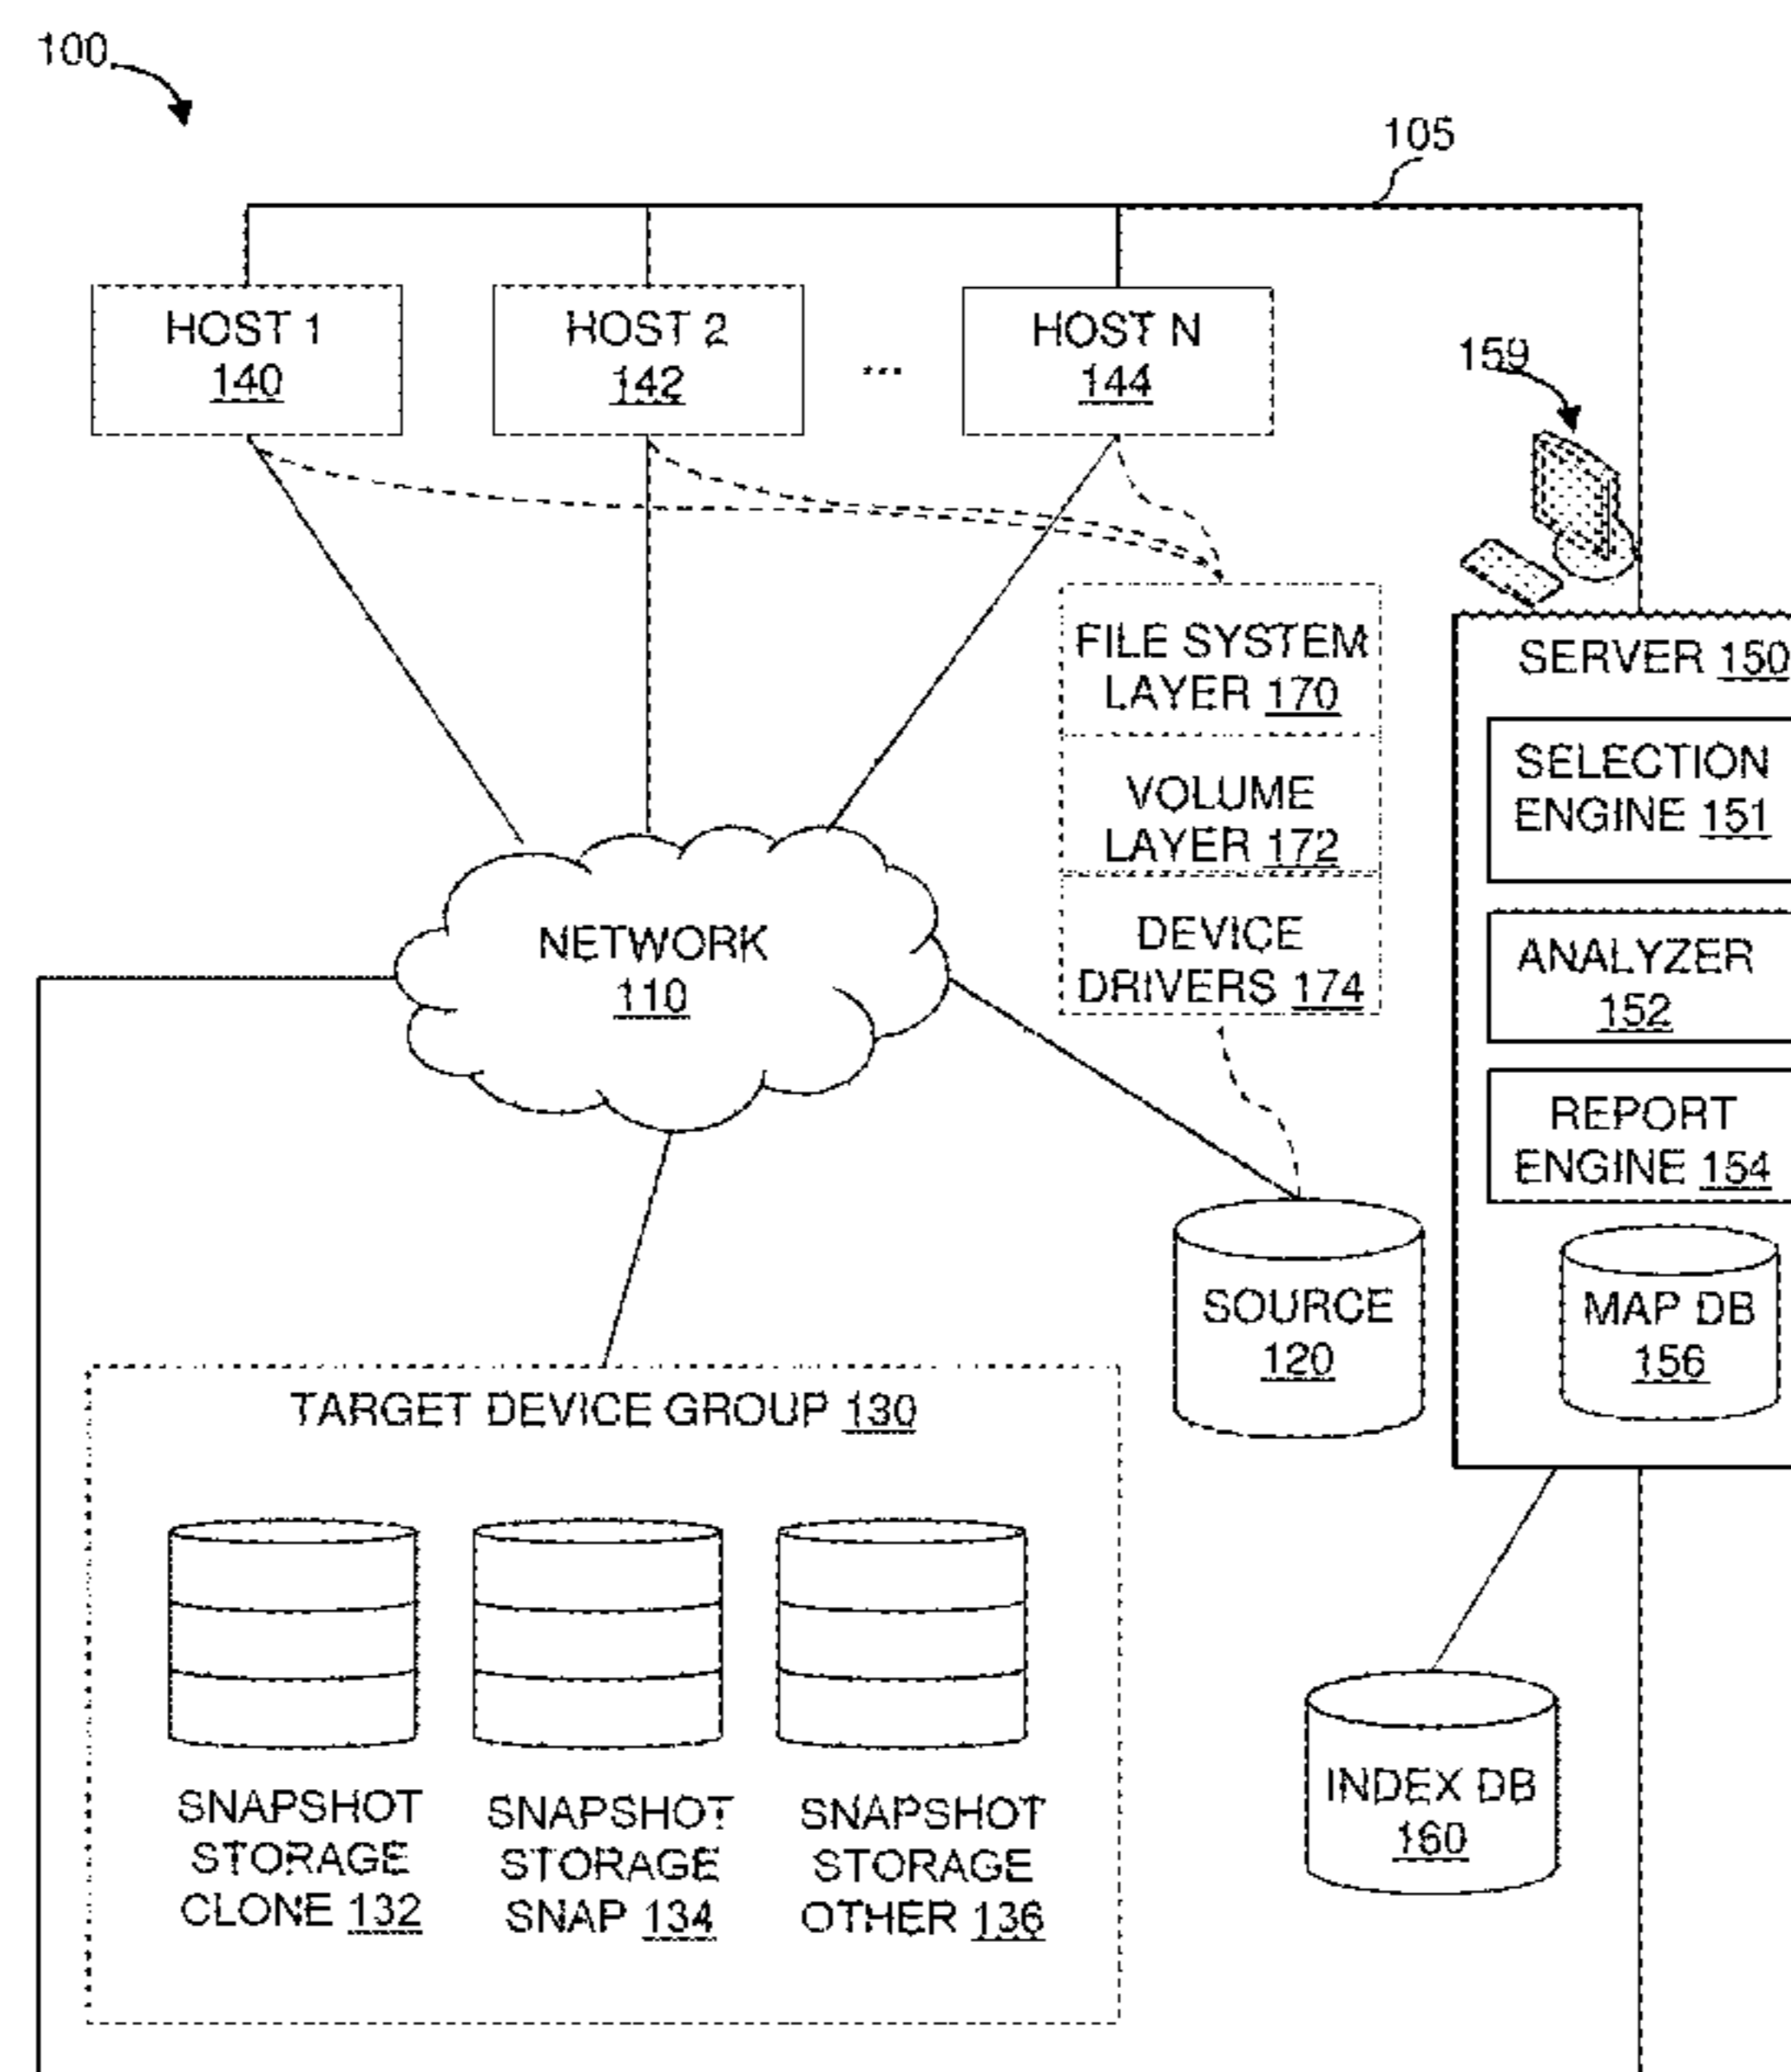 100
105
HOST 1
140
HOST 2
142
...
HOST N
144
159
FILE SYSTEM
LAYER 170
VOLUME
LAYER 172
DEVICE
DRIVERS 174
SERVER 150
SELECTION
ENGINE 151
ANALYZER
152
REPORT
ENGINE 154
MAP DB
156
NETWORK
110
SOURCE
120
TARGET DEVICE GROUP 130
SNAPSHOT
STORAGE
CLONE 132
SNAPSHOT
STORAGE
SNAP 134
SNAPSHOT
STORAGE
OTHER 136
INDEX DB
160